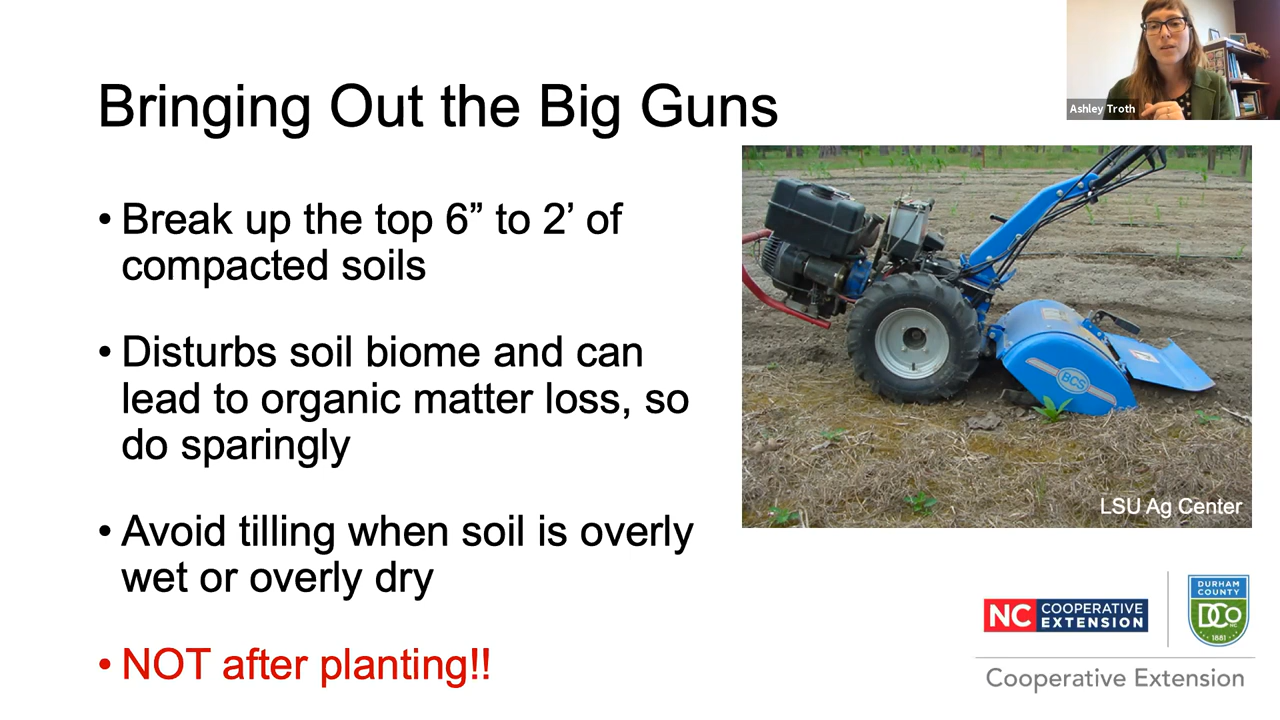 Ashley Troth
Bringing Out the Big Guns
• Break up the top 6” to 2’ of
compacted soils
• Disturbs soil biome and can
lead to organic matter loss, so
do sparingly
• Avoid tilling when soil is overly
wet or overly dry
• NOT after planting!!
BCS
LSU Ag Center
NC COOPERATIVE
EXTENSION
DURHAM
COUNTY
DCO
NC
1881
Cooperative Extension